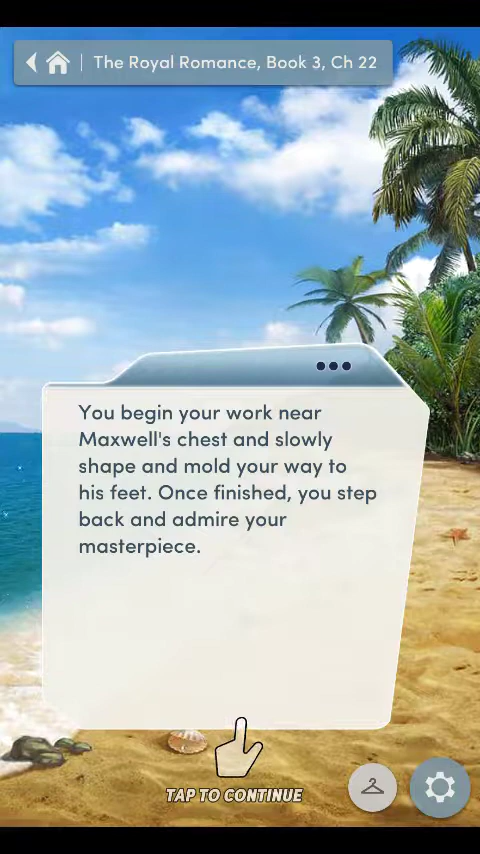 The Royal Romance, Book 3, Ch 22
You begin your work near
Maxwell's chest and slowly
shape and mold your way to
his feet. Once finished, you step
back and admire your
masterpiece.
TAP TO CONTINUE